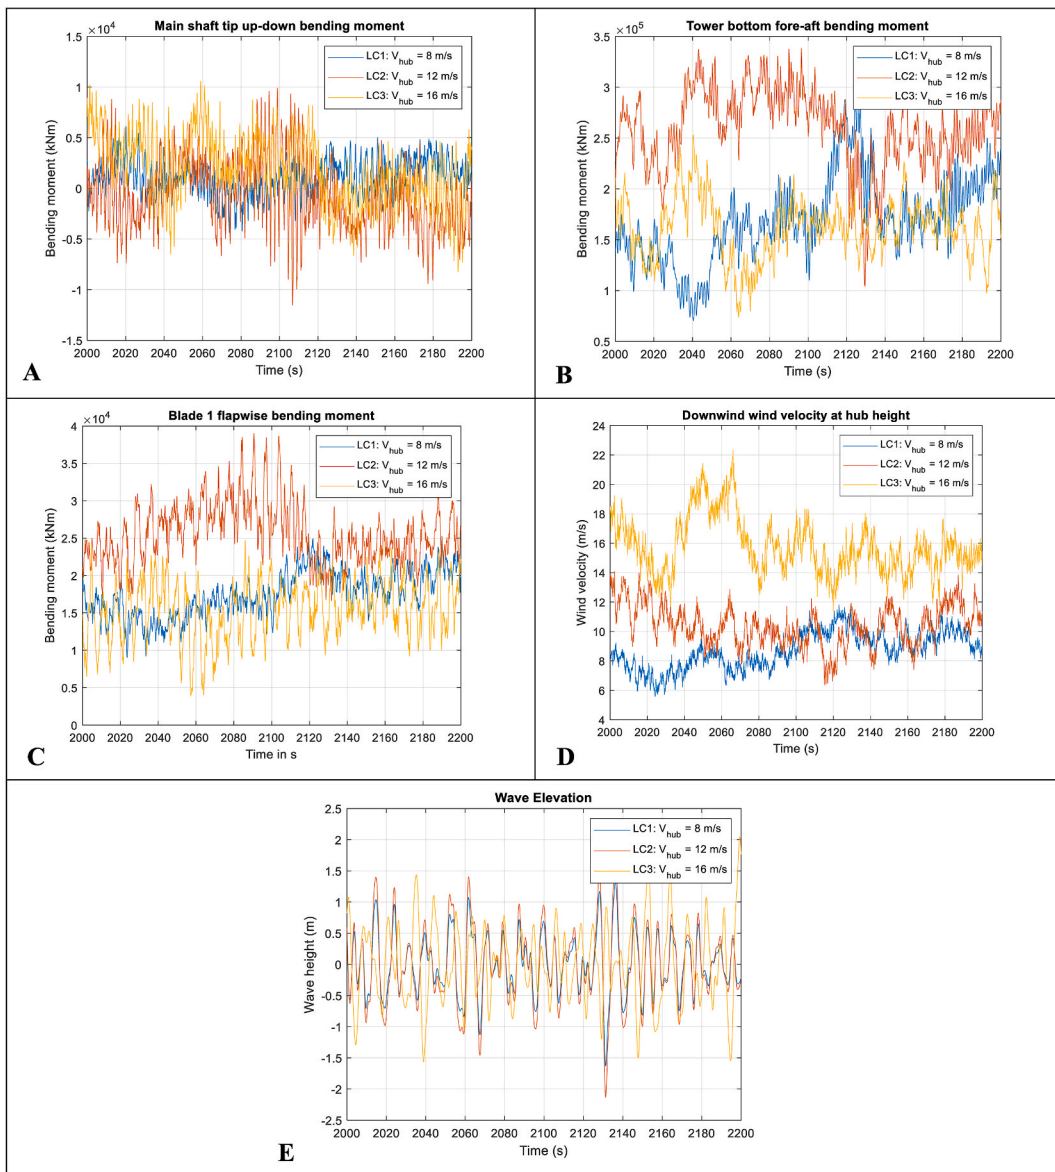 Main shaft tip up-down bending moment
×10⁴
1.5
1
0.5
0
-0.5
-1
-1.5
Bending moment (kNm)
LC1: V_hub = 8 m/s
LC2: V_hub = 12 m/s
LC3: V_hub = 16 m/s
2000 2020 2040 2060 2080 2100 2120 2140 2160 2180 2200
Time (s)
A
Tower bottom fore-aft bending moment
×10⁵
3.5
3
2.5
2
1.5
1
0.5
Bending moment (kNm)
LC1: V_hub = 8 m/s
LC2: V_hub = 12 m/s
LC3: V_hub = 16 m/s
2000 2020 2040 2060 2080 2100 2120 2140 2160 2180 2200
Time (s)
B
Blade 1 flapwise bending moment
×10⁴
4
3.5
3
2.5
2
1.5
1
0.5
0
Bending moment (kNm)
LC1: V_hub = 8 m/s
LC2: V_hub = 12 m/s
LC3: V_hub = 16 m/s
2000 2020 2040 2060 2080 2100 2120 2140 2160 2180 2200
Time in s
C
Downwind wind velocity at hub height
24
22
20
18
16
14
12
10
8
6
4
Wind velocity (m/s)
LC1: V_hub = 8 m/s
LC2: V_hub = 12 m/s
LC3: V_hub = 16 m/s
2000 2020 2040 2060 2080 2100 2120 2140 2160 2180 2200
Time (s)
D
Wave Elevation
2.5
2
1.5
1
0.5
0
-0.5
-1
-1.5
-2
-2.5
Wave height (m)
LC1: V_hub = 8 m/s
LC2: V_hub = 12 m/s
LC3: V_hub = 16 m/s
2000 2020 2040 2060 2080 2100 2120 2140 2160 2180 2200
Time (s)
E